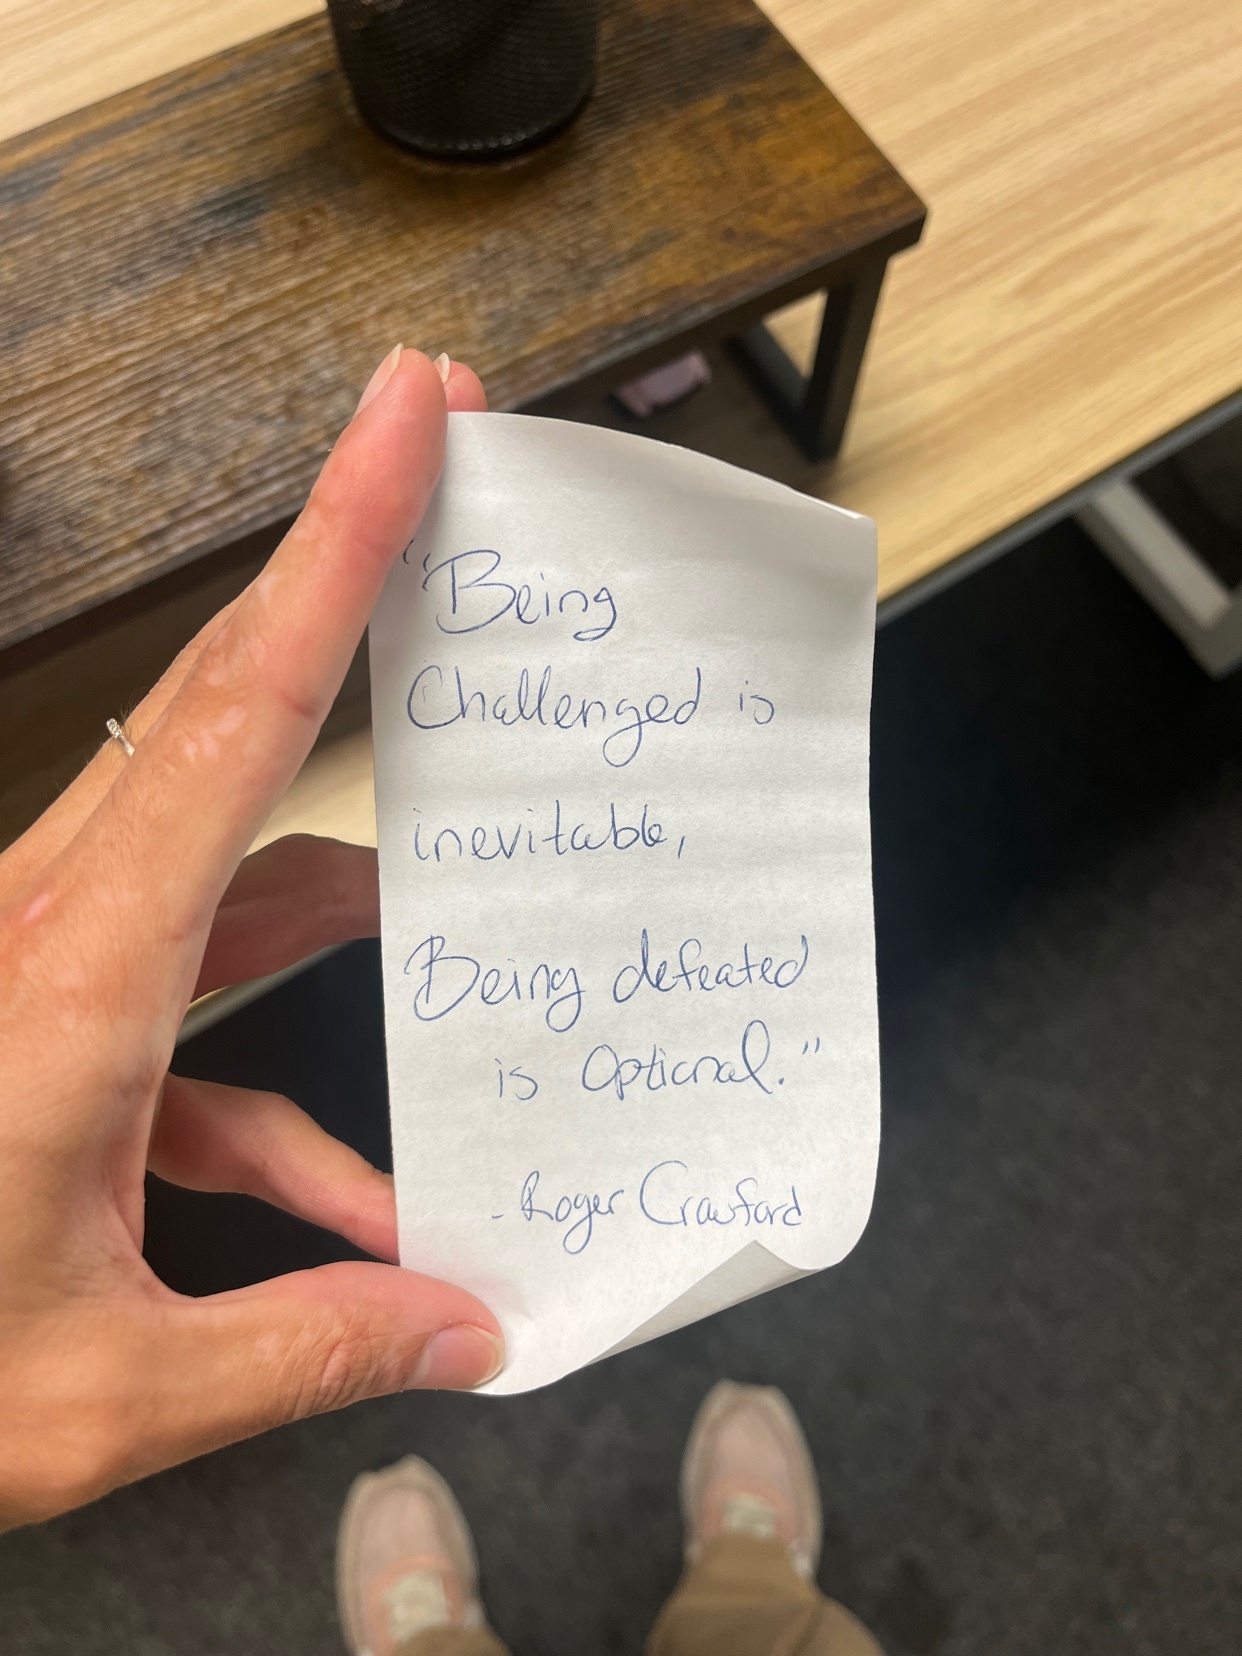 "Being
Challenged is
inevitable,
Being defeated
is Optional."
- Roger Crawford